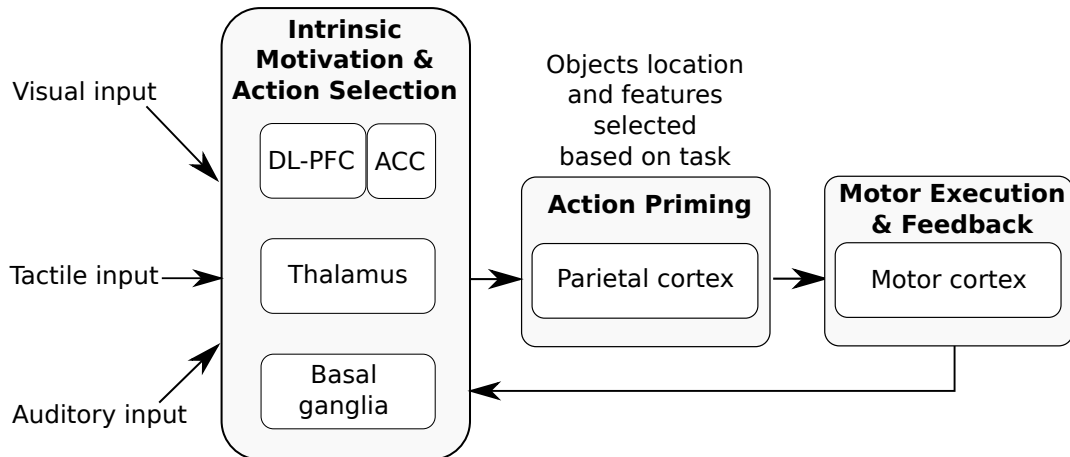 Visual input
Tactile input
Auditory input
Intrinsic
Motivation &
Action Selection
DL-PFC
ACC
Thalamus
Basal
ganglia
Objects location
and features
selected
based on task
Action Priming
Parietal cortex
Motor Execution
& Feedback
Motor cortex